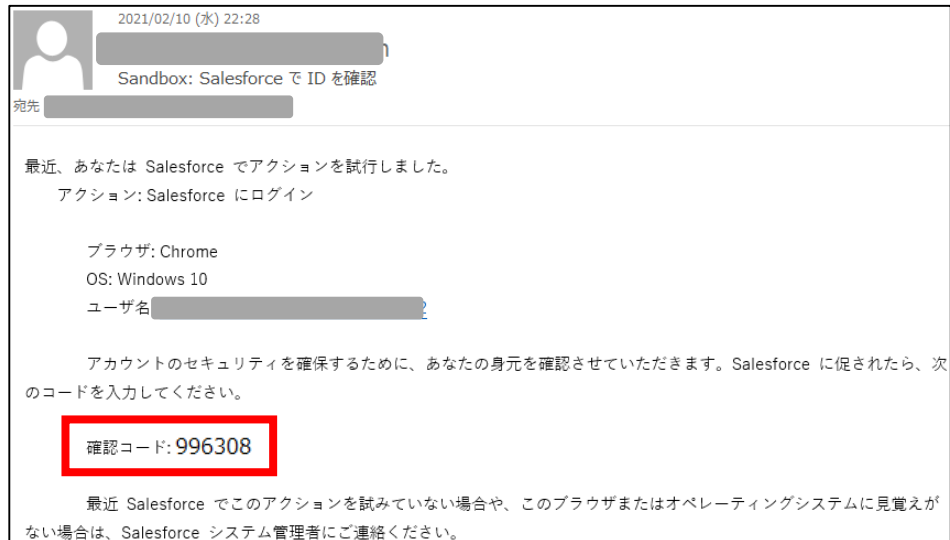 2021/02/10 (水) 22:28
Sandbox: Salesforce で ID を確認
宛先
最近、あなたは Salesforce でアクションを試行しました。
アクション: Salesforce にログイン
ブラウザ: Chrome
OS: Windows 10
ユーザ名
アカウントのセキュリティを確保するために、あなたの身元を確認させていただきます。Salesforce に促されたら、次
のコードを入力してください。
確認コード: 996308
最近 Salesforce でこのアクションを試みていない場合や、このブラウザまたはオペレーティングシステムに見覚えが
ない場合は、Salesforce システム管理者にご連絡ください。